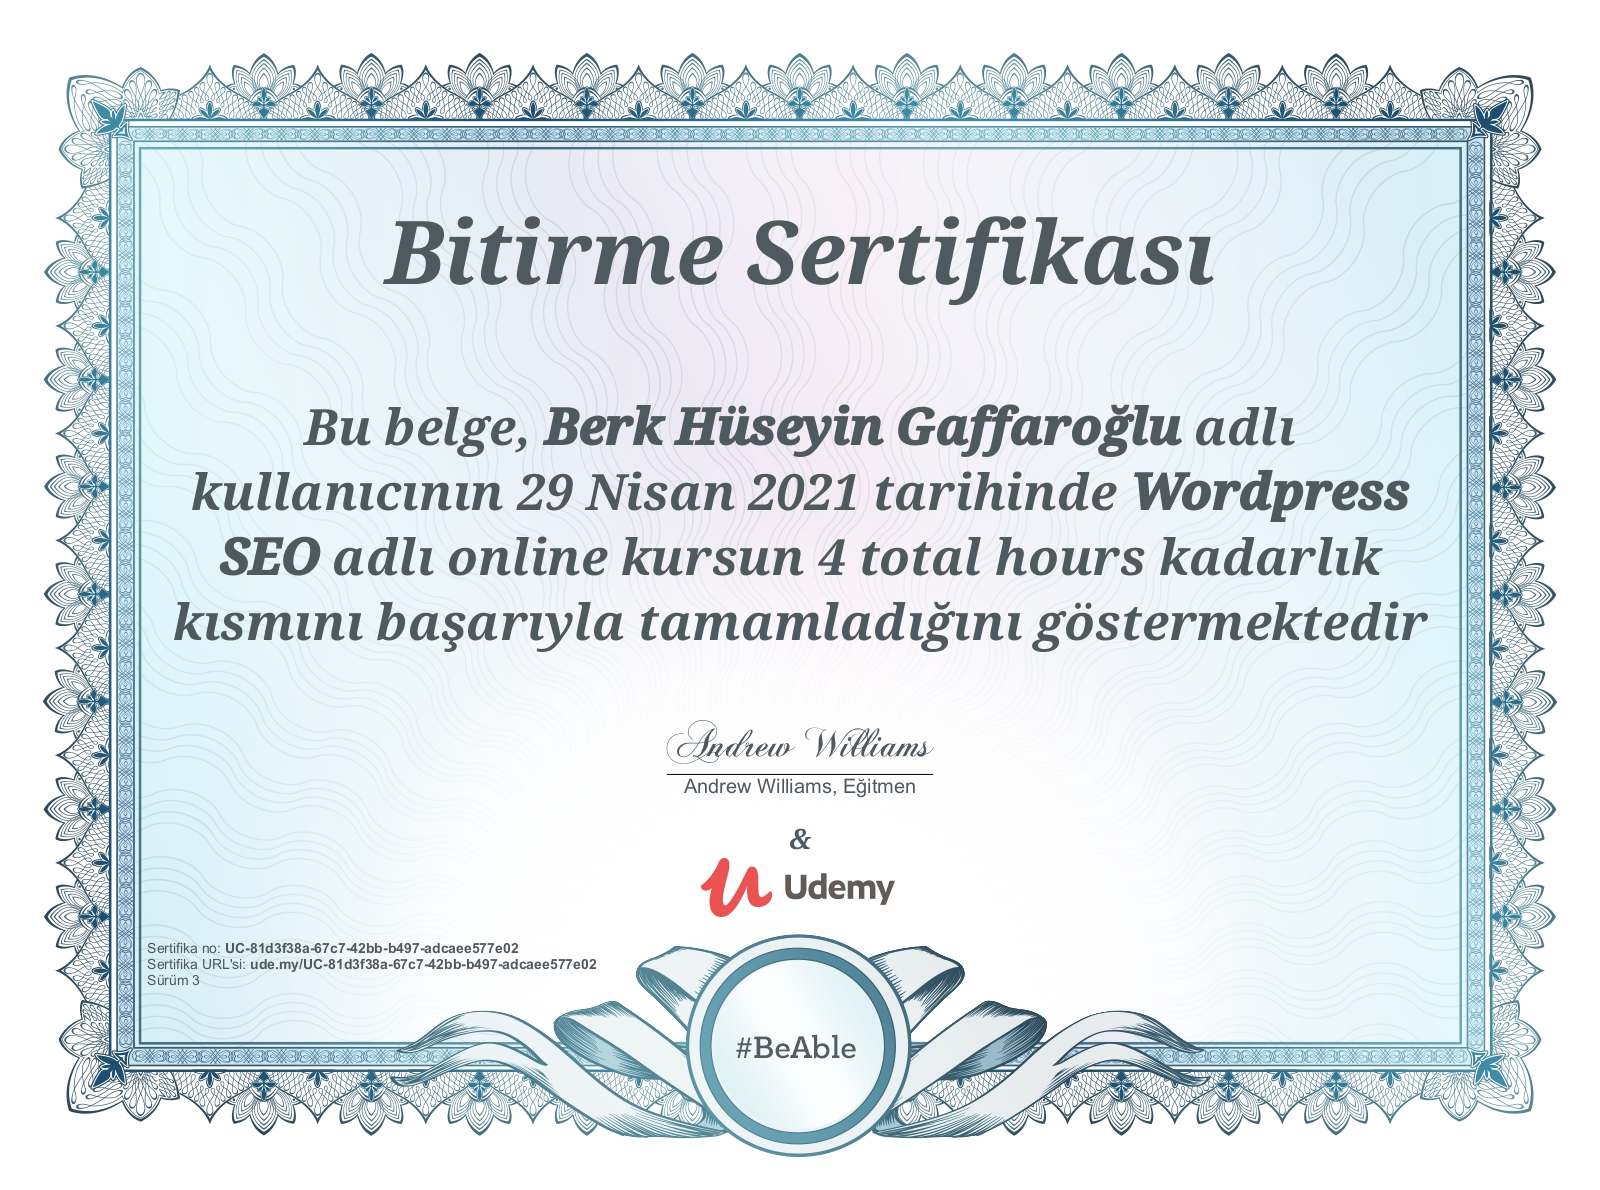 Bitirme Sertifikası
Bu belge, Berk Hüseyin Gaffaroğlu adlı
kullanıcının 29 Nisan 2021 tarihinde Wordpress
SEO adlı online kursun 4 total hours kadarlık
kısmını başarıyla tamamladığını göstermektedir
Andrew Williams
Andrew Williams, Eğitmen
&
Udemy
Sertifika no: UC-81d3f38a-67c7-42bb-b497-adcaee577e02
Sertifika URL'si: ude.my/UC-81d3f38a-67c7-42bb-b497-adcaee577e02
Sürüm 3
#BeAble